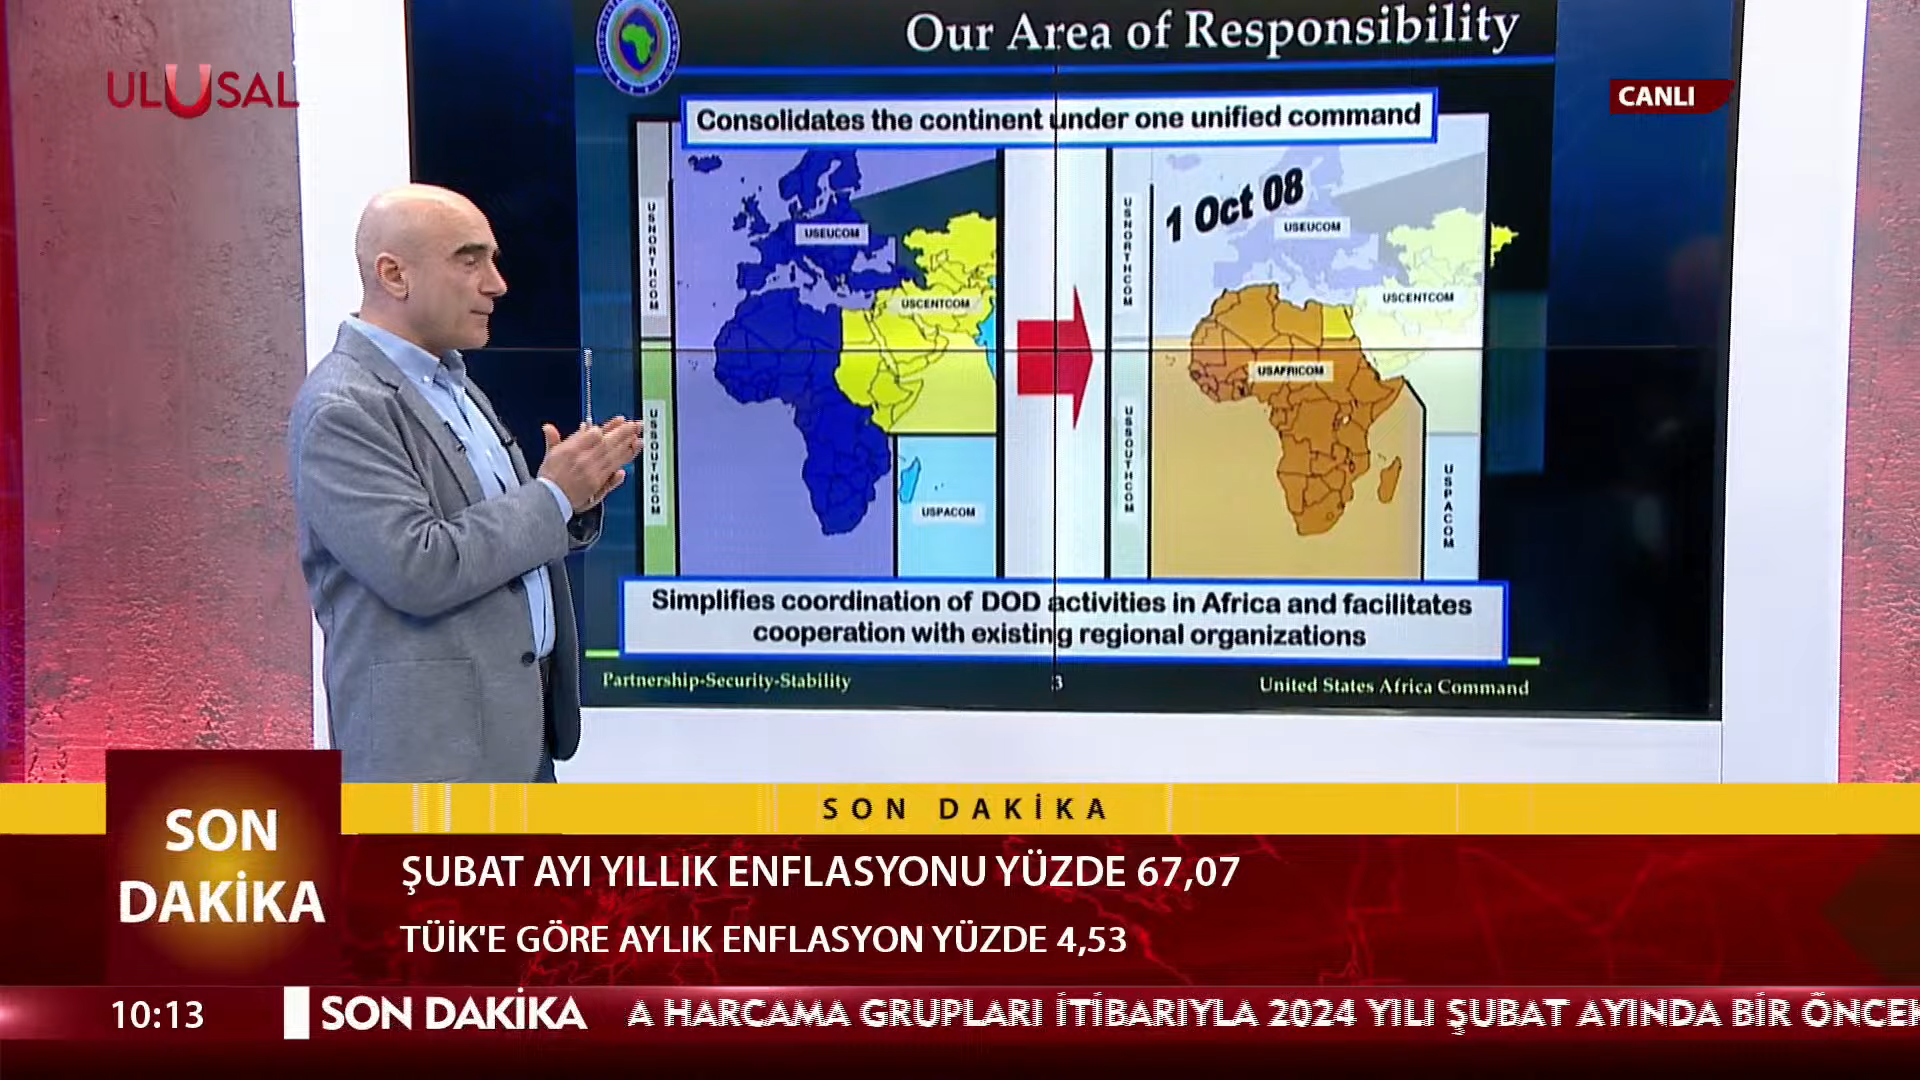 ULUSAL
CANLI
Our Area of Responsibility
Consolidates the continent under one unified command
USNORTHCOM
USEUCOM
USCENTCOM
USSOUTHCOM
USPACOM
1 Oct 08
USNORTHCOM
USEUCOM
USCENTCOM
USAFRICOM
USSOUTHCOM
USPACOM
Simplifies coordination of DOD activities in Africa and facilitates
cooperation with existing regional organizations
Partnership-Security-Stability
3
United States Africa Command
SON DAKİKA
SON
DAKİKA
ŞUBAT AYI YILLIK ENFLASYONU YÜZDE 67,07
TÜİK'E GÖRE AYLIK ENFLASYON YÜZDE 4,53
10:13
SON DAKİKA
A HARCAMA GRUPLARI İTİBARIYLA 2024 YILI ŞUBAT AYINDA BİR ÖNCEK